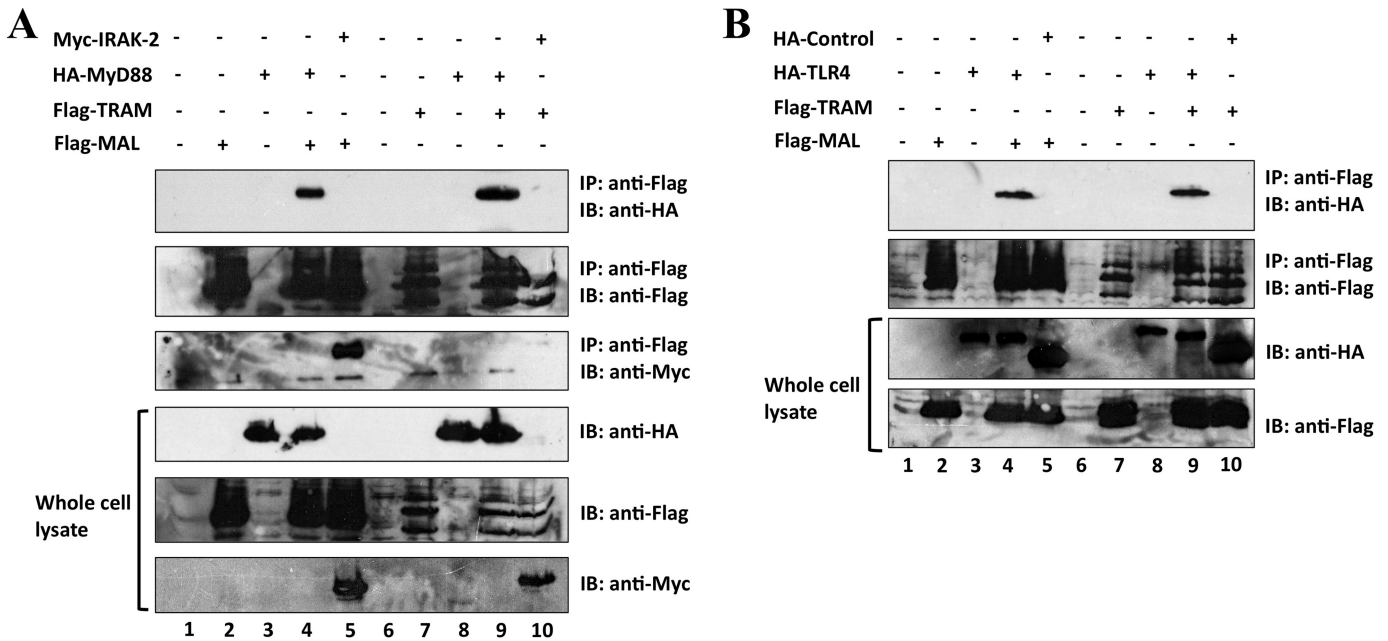 A
Myc-IRAK-2 - - - - + - - - - +
HA-MyD88 - - + + - - - + + -
Flag-TRAM - - - - - - + - + +
Flag-MAL - + - + + - - - - -
IP: anti-Flag
IB: anti-HA
IP: anti-Flag
IB: anti-Flag
IP: anti-Flag
IB: anti-Myc
Whole cell
lysate
IB: anti-HA
IB: anti-Flag
IB: anti-Myc
1 2 3 4 5 6 7 8 9 10
B
HA-Control - - - - + - - - - +
HA-TLR4 - - + + - - - + + -
Flag-TRAM - - - - - - + - + +
Flag-MAL - + - + + - - - - -
IP: anti-Flag
IB: anti-HA
IP: anti-Flag
IB: anti-Flag
Whole cell
lysate
IB: anti-HA
IB: anti-Flag
1 2 3 4 5 6 7 8 9 10